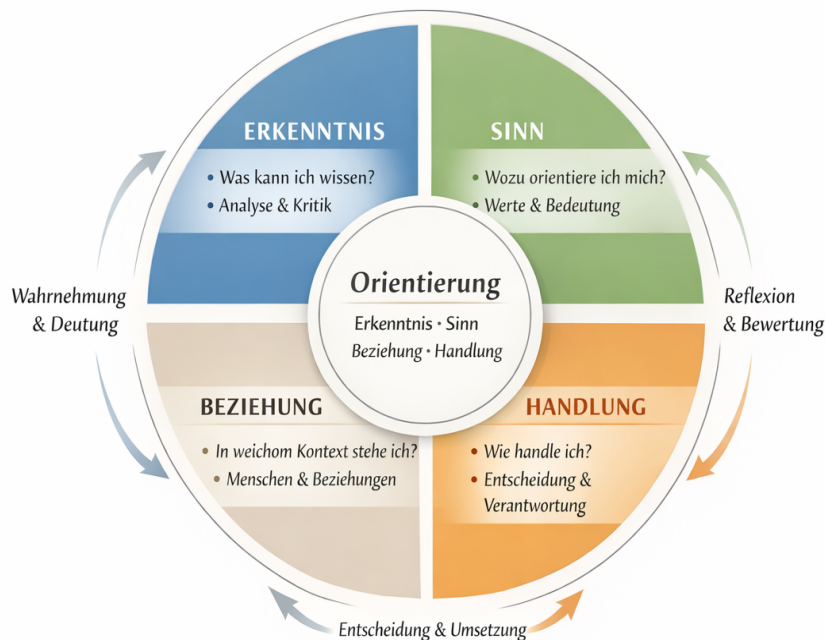 ERKENNTNIS
• Was kann ich wissen?
• Analyse & Kritik
SINN
• Wozu orientiere ich mich?
• Werte & Bedeutung
Wahrnehmung
& Deutung
Orientierung
Erkenntnis • Sinn
Beziehung • Handlung
Reflexion
& Bewertung
BEZIEHUNG
• In weichom Kontext stehe ich?
• Menschen & Beziehungen
HANDLUNG
• Wie handle ich?
• Entscheidung &
Verantwortung
Entscheidung & Umsetzung